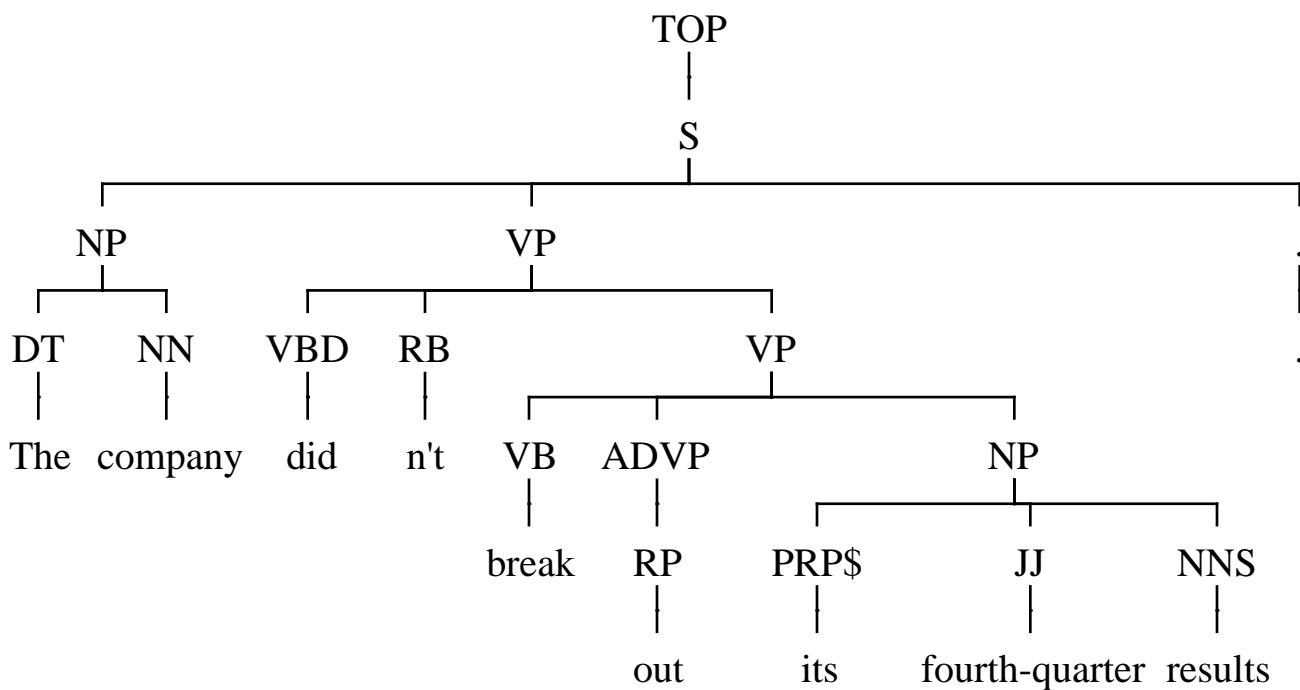 TOP
S
NP VP .
DT NN VBD RB VP .
The company did n't VB ADVP NP
break RP PRP$ JJ NNS
out its fourth-quarter results